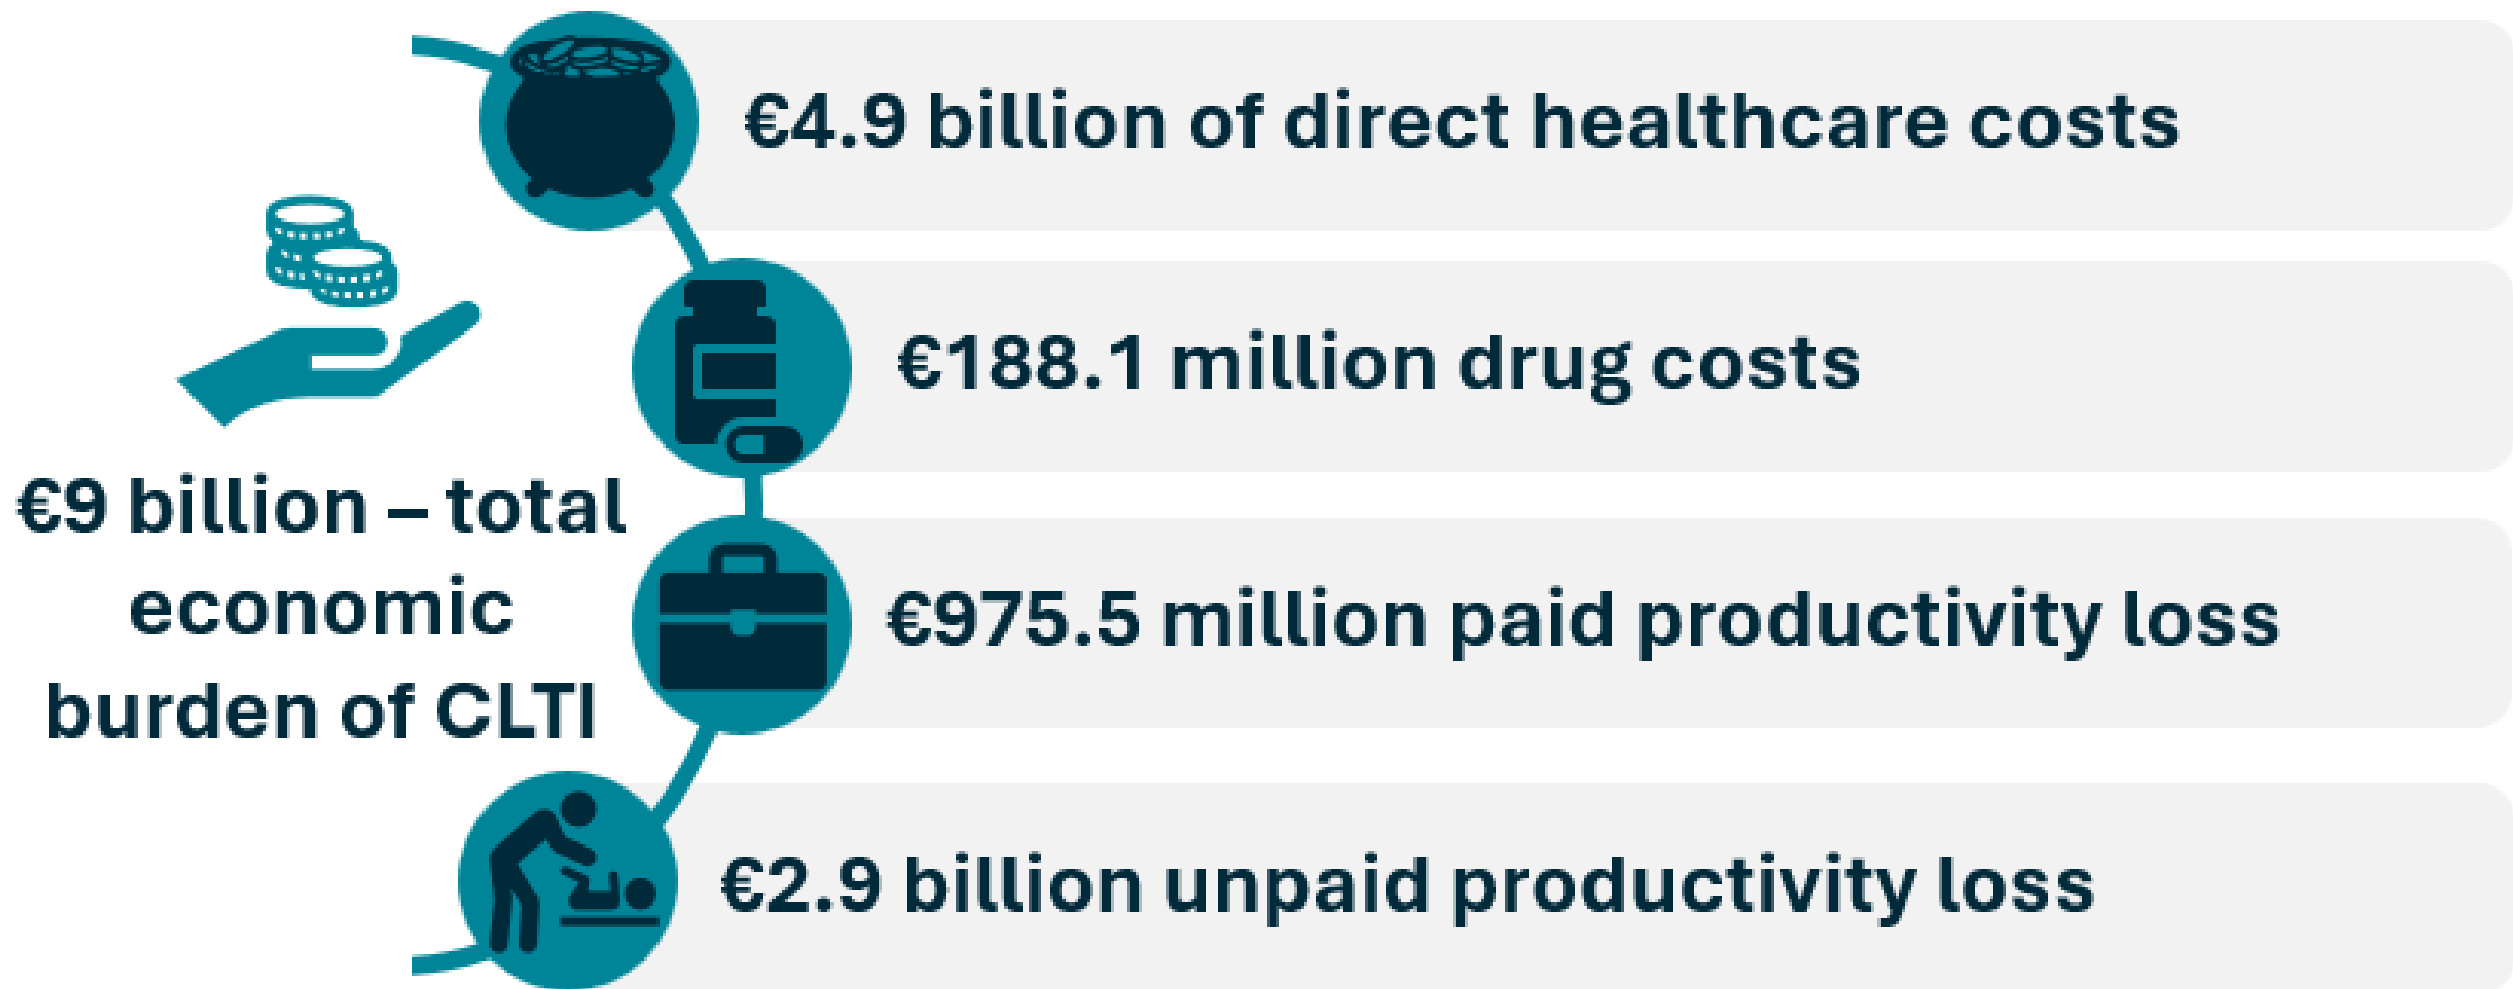 €4.9 billion of direct healthcare costs
€188.1 million drug costs
€9 billion – total
economic
burden of CLTI
€975.5 million paid productivity loss
€2.9 billion unpaid productivity loss